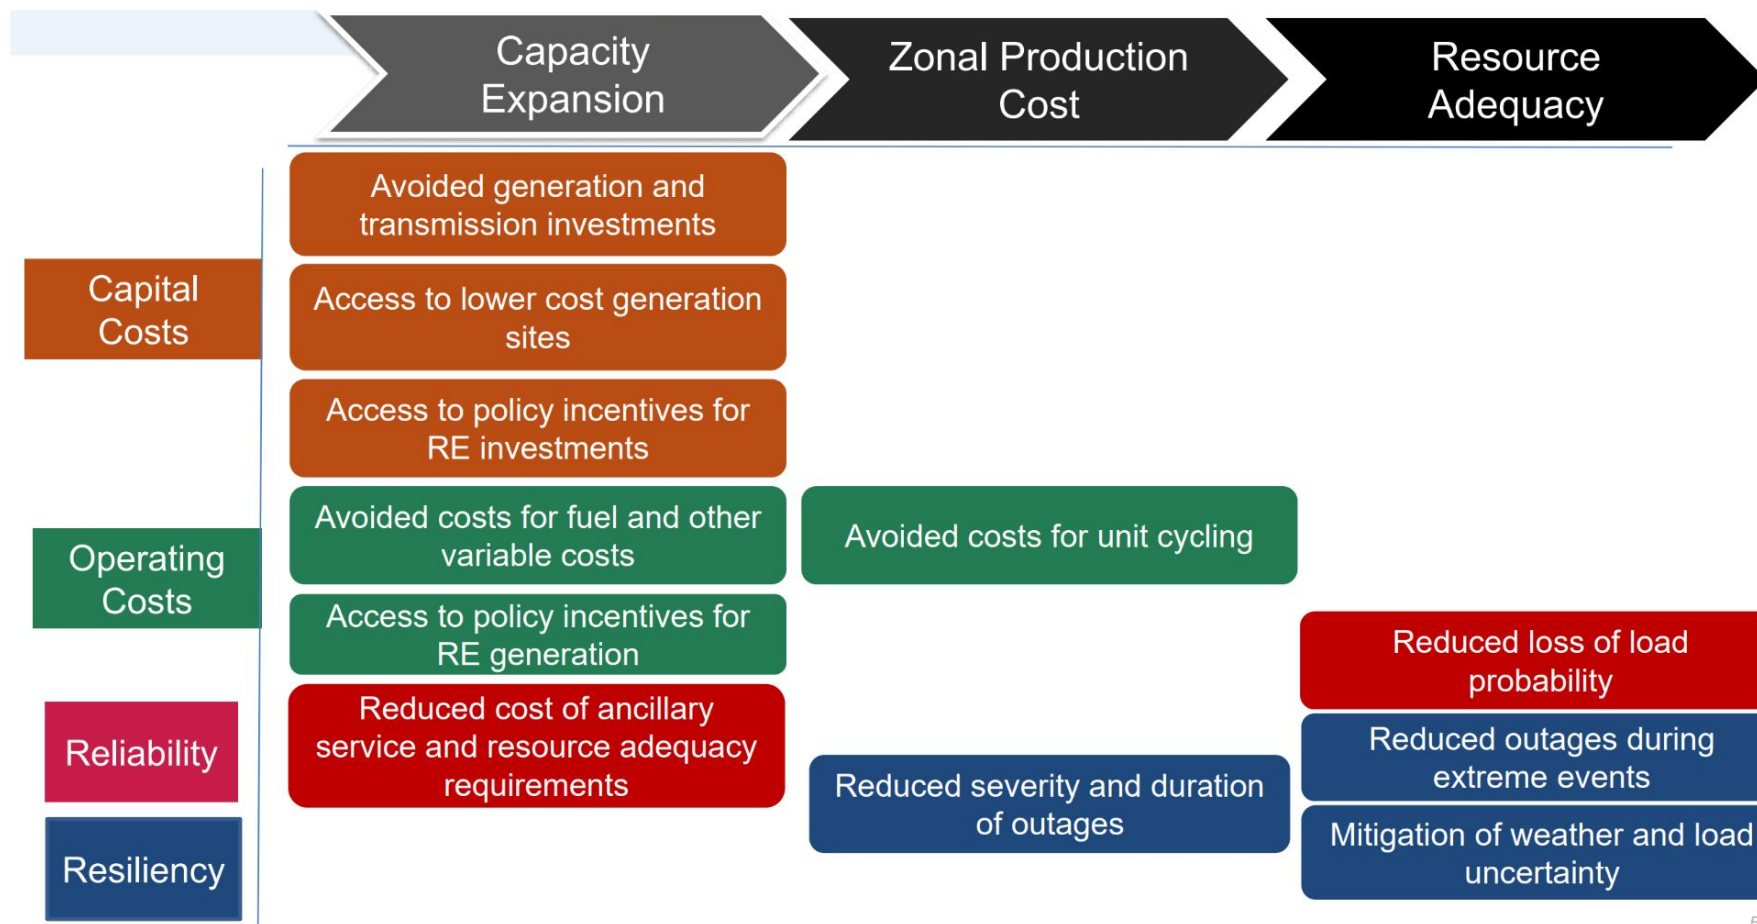 Capacity
Expansion
Zonal Production
Cost
Resource
Adequacy
Capital
Costs
Avoided generation and
transmission investments
Access to lower cost generation
sites
Access to policy incentives for
RE investments
Operating
Costs
Avoided costs for fuel and other
variable costs
Avoided costs for unit cycling
Access to policy incentives for
RE generation
Reliability
Reduced cost of ancillary
service and resource adequacy
requirements
Reduced loss of load
probability
Resiliency
Reduced severity and duration
of outages
Reduced outages during
extreme events
Mitigation of weather and load
uncertainty